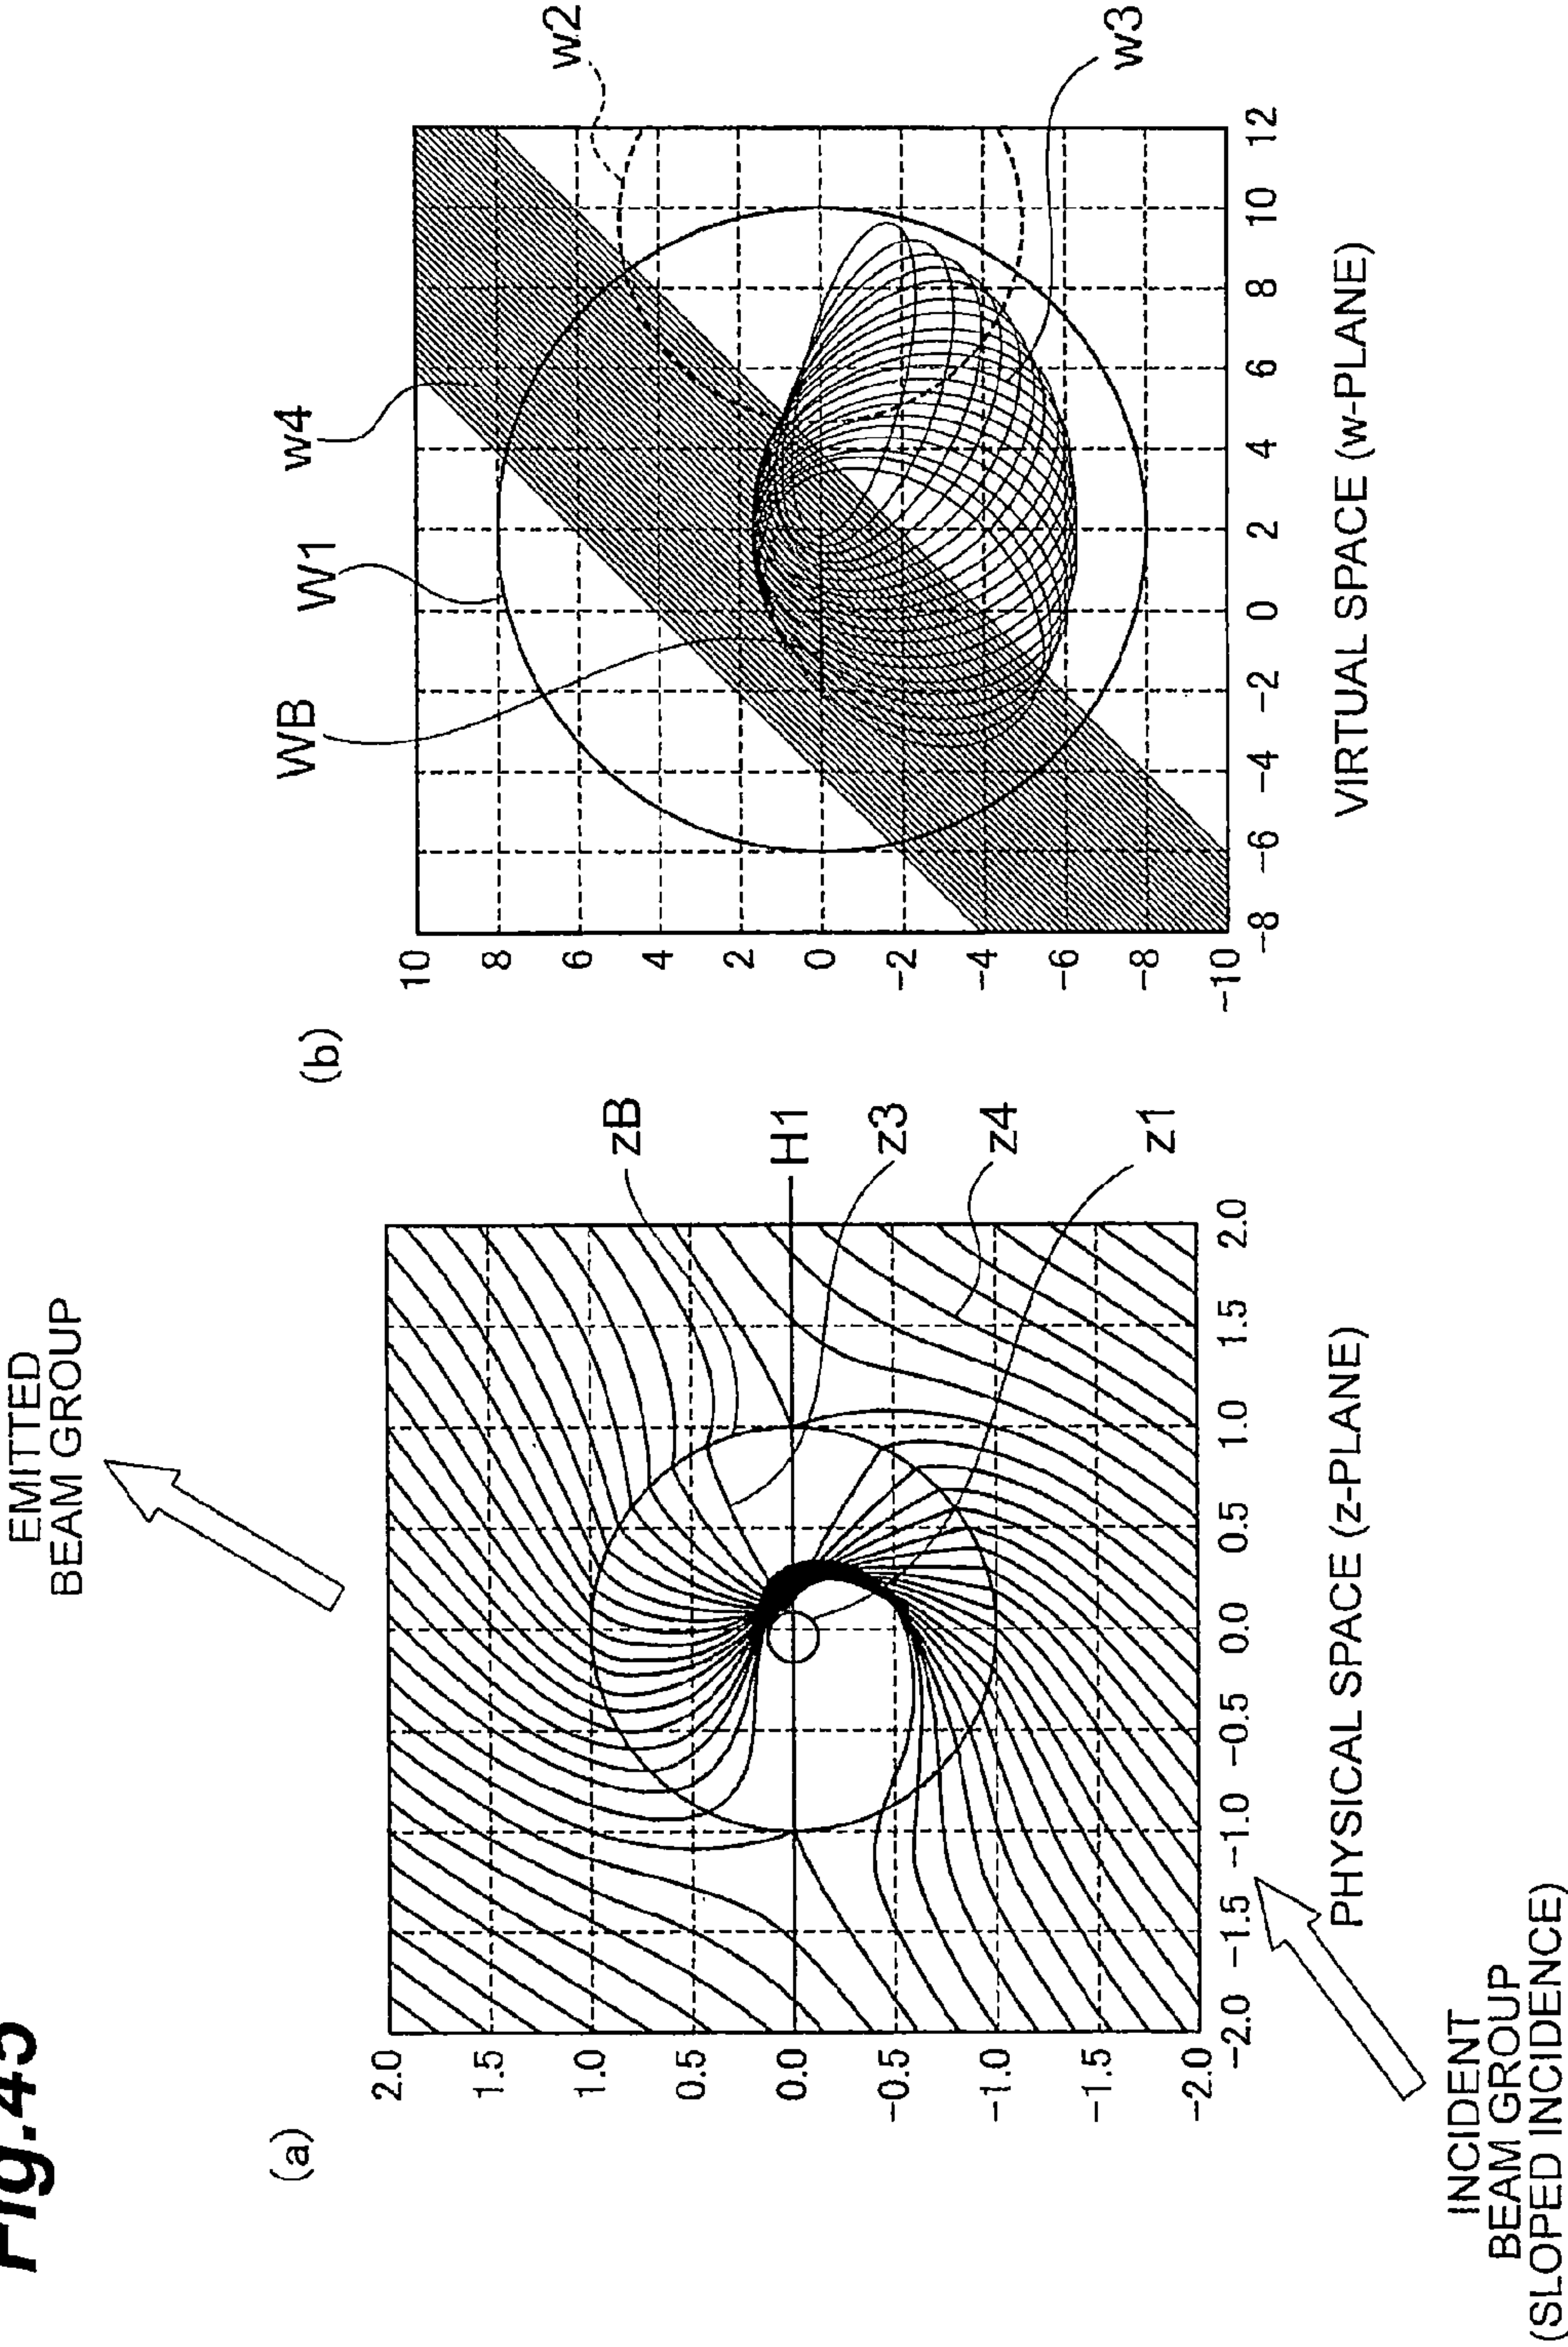 Fig.45
(a)
EMITTED
BEAM GROUP
2.0
1.5
1.0
0.5
0.0
-0.5
-1.0
-1.5
-2.0
-2.0 -1.5 -1.0 -0.5 0.0 0.5 1.0 1.5 2.0
zB
H1
z3
z4
z1
PHYSICAL SPACE (z-PLANE)
INCIDENT
BEAM GROUP
(SLOPED INCIDENCE)
(b)
WB
W1
w4
w2
w3
10
8
6
4
2
0
-2
-4
-6
-8
-10
-8 -6 -4 -2 0 2 4 6 8 10 12
VIRTUAL SPACE (w-PLANE)